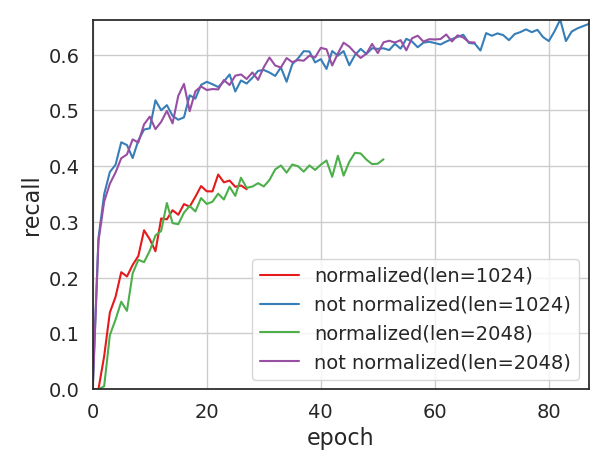 recall
0.6
0.5
0.4
0.3
0.2
0.1
0.0
normalized(len=1024)
not normalized(len=1024)
normalized(len=2048)
not normalized(len=2048)
0 20 40 60 80
epoch